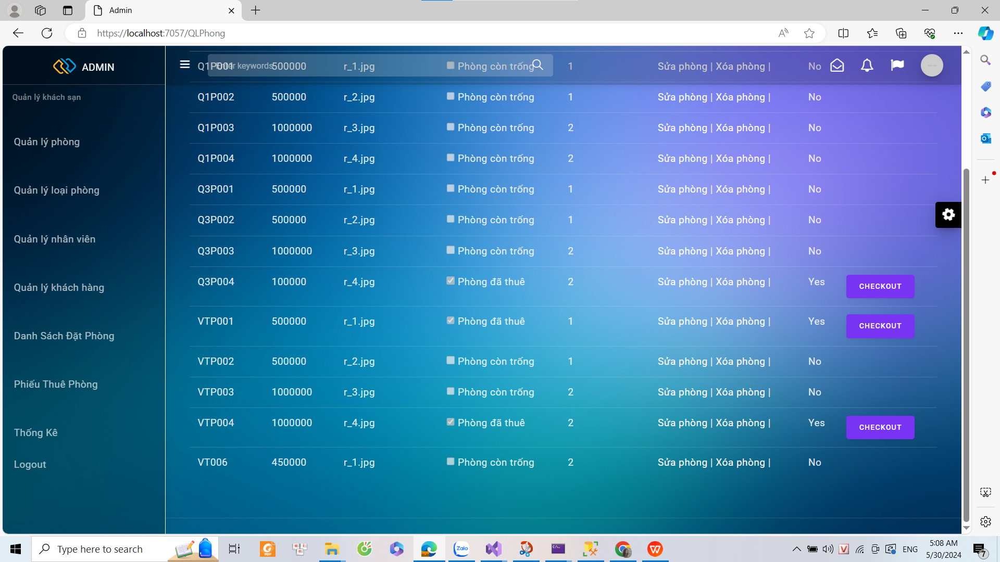 Admin
https://localhost:7057/QLPhong
ADMIN
Quản lý khách sạn
Quản lý phòng
Quản lý loại phòng
Quản lý nhân viên
Quản lý khách hàng
Danh Sách Đặt Phòng
Phiếu Thuê Phòng
Thống Kê
Logout
Enter keywords
Q1P001 500000 r_1.jpg Phòng còn trống 1 Sửa phòng | Xóa phòng | No
Q1P002 500000 r_2.jpg Phòng còn trống 1 Sửa phòng | Xóa phòng | No
Q1P003 1000000 r_3.jpg Phòng còn trống 2 Sửa phòng | Xóa phòng | No
Q1P004 1000000 r_4.jpg Phòng còn trống 2 Sửa phòng | Xóa phòng | No
Q3P001 500000 r_1.jpg Phòng còn trống 1 Sửa phòng | Xóa phòng | No
Q3P002 500000 r_2.jpg Phòng còn trống 1 Sửa phòng | Xóa phòng | No
Q3P003 1000000 r_3.jpg Phòng còn trống 2 Sửa phòng | Xóa phòng | No
Q3P004 100000 r_4.jpg Phòng đã thuê 2 Sửa phòng | Xóa phòng | Yes CHECKOUT
VTP001 500000 r_1.jpg Phòng đã thuê 1 Sửa phòng | Xóa phòng | Yes CHECKOUT
VTP002 500000 r_2.jpg Phòng còn trống 1 Sửa phòng | Xóa phòng | No
VTP003 1000000 r_3.jpg Phòng còn trống 2 Sửa phòng | Xóa phòng | No
VTP004 1000000 r_4.jpg Phòng đã thuê 2 Sửa phòng | Xóa phòng | Yes CHECKOUT
VT006 450000 r_1.jpg Phòng còn trống 2 Sửa phòng | Xóa phòng | No
Type here to search
PDF
Zalo
ENG
5:08 AM
5/30/2024
7